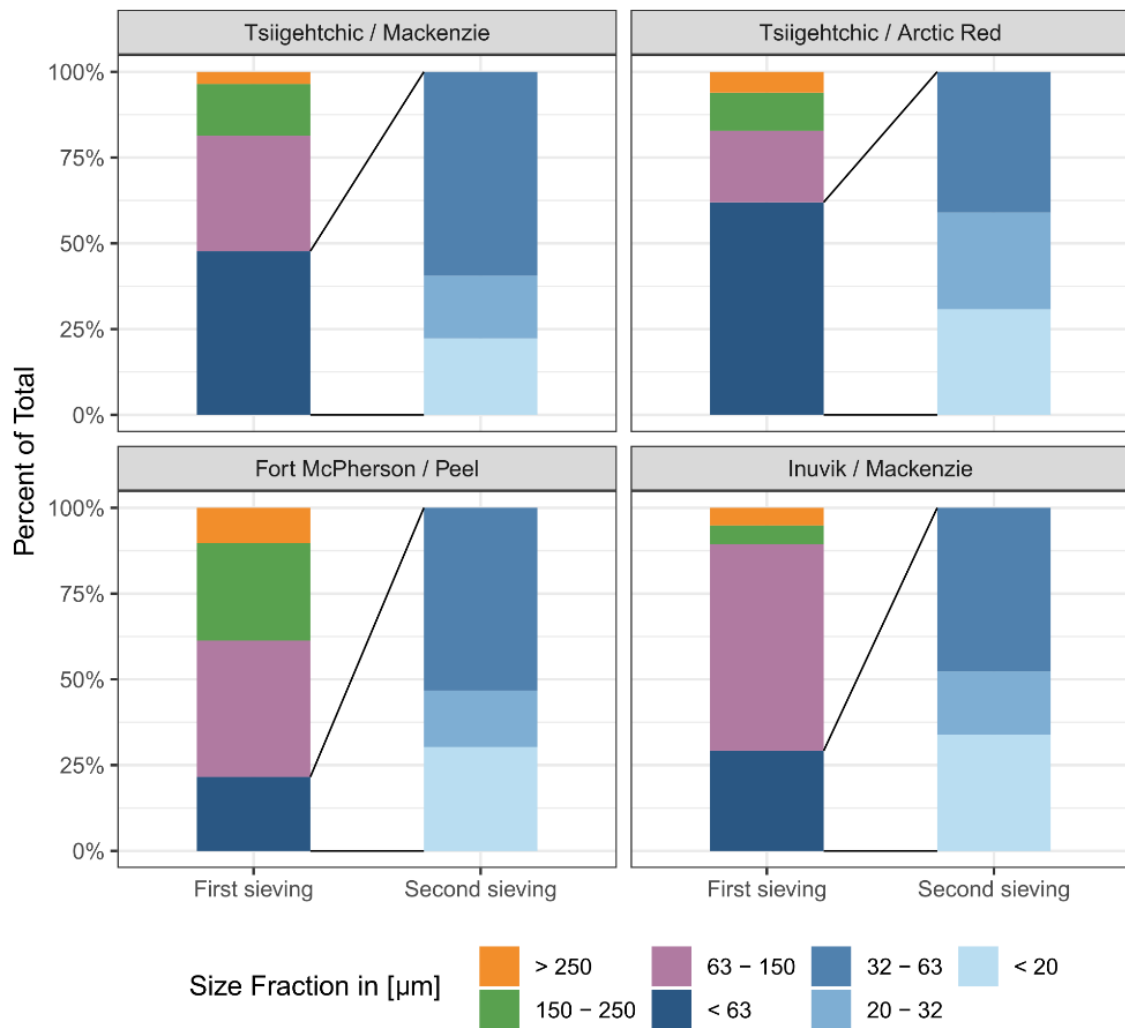 Tsiigehtchic / Mackenzie
Tsiigehtchic / Arctic Red
100%
75%
50%
25%
0%
Fort McPherson / Peel
Inuvik / Mackenzie
100%
75%
50%
25%
0%
Percent of Total
First sieving
Second sieving
First sieving
Second sieving
Size Fraction in [µm]
> 250
150 − 250
63 − 150
< 63
32 − 63
20 − 32
< 20